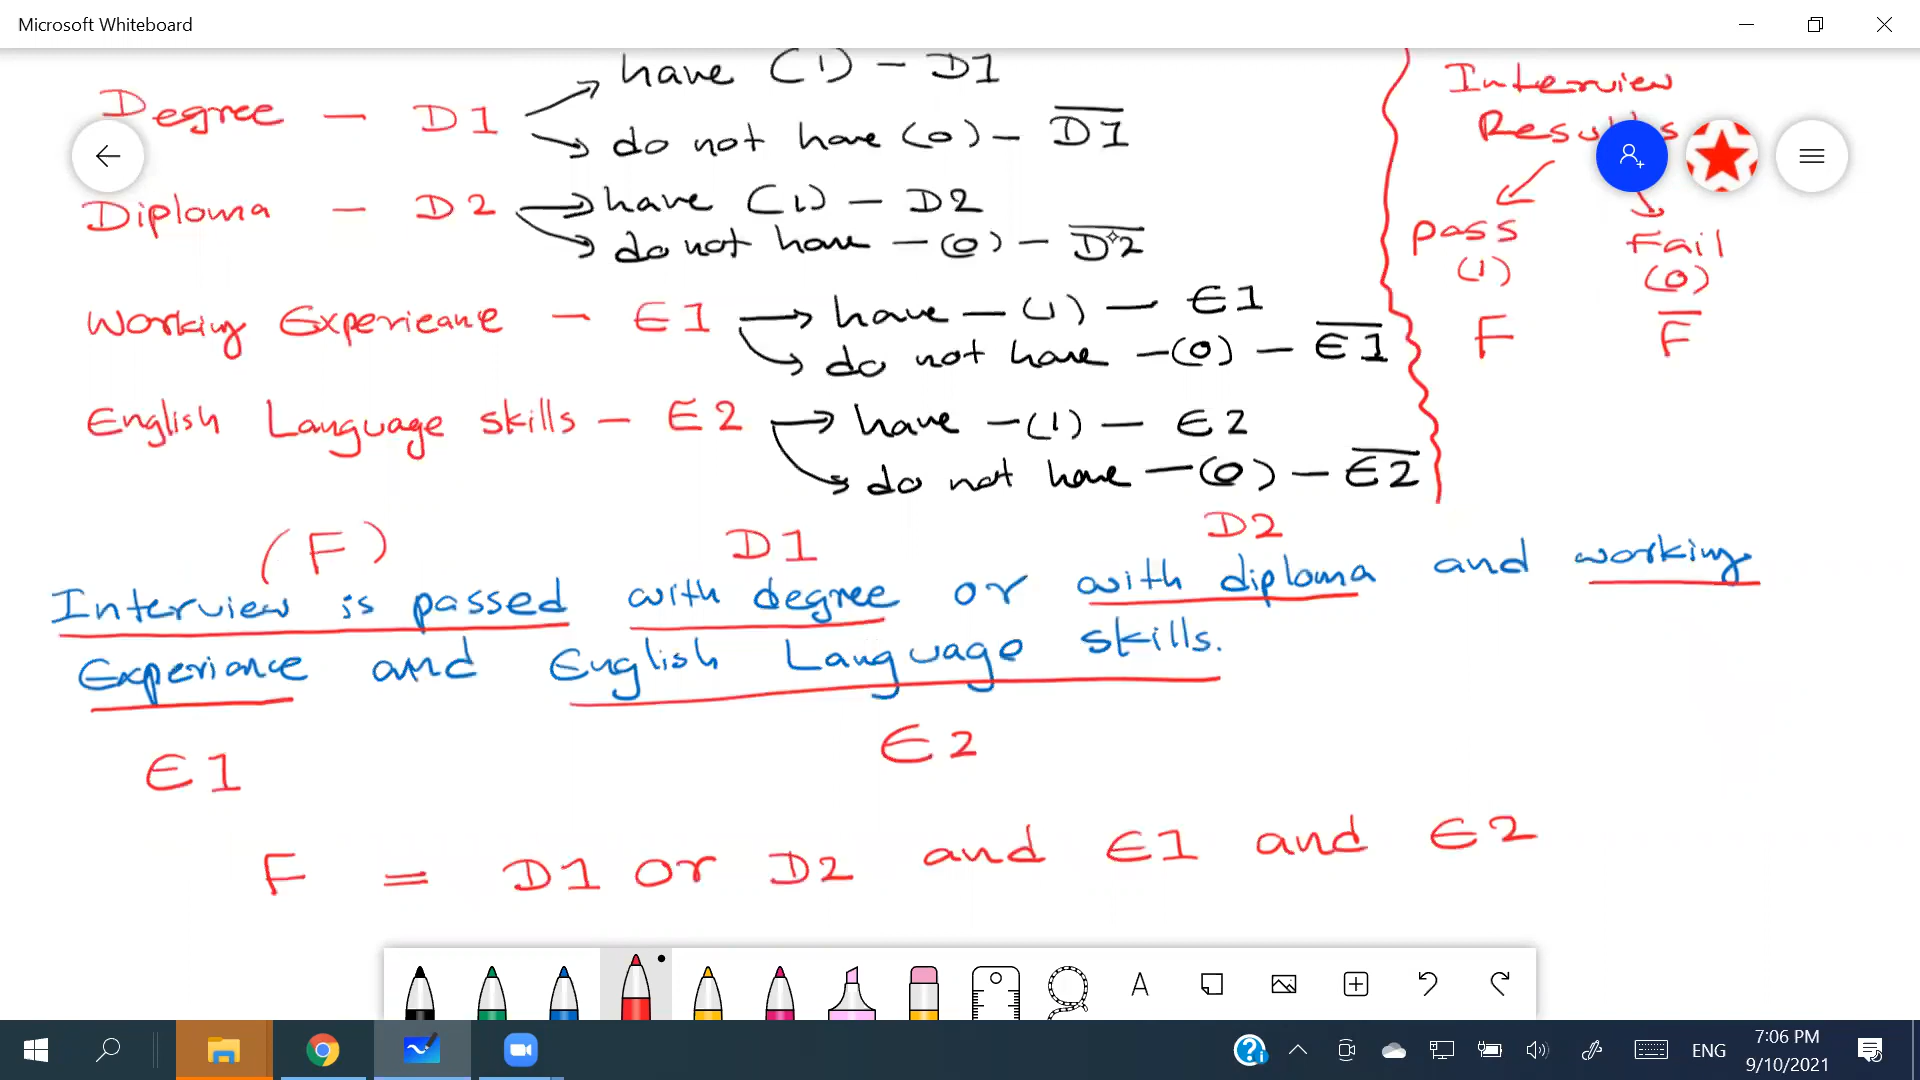 Microsoft Whiteboard
have (1) — D1
Degree — D1
do not have (0) — D̅1̅
Diploma — D2
have (1) — D2
do not have — (0) — D̅2̅
Working Experieane — E1
have — (1) — E1
do not have — (0) — E̅1̅
English Language skills — E2
have — (1) — E2
do not have — (0) — E̅2̅
Interview
Results
pass
(1)
F
Fail
(0)
F̅
(F) D1 D2
Interview is passed with degree or with diploma and working
Experiance and English Language skills.
E1 E2
F = D1 or D2 and E1 and E2
A
ENG
7:06 PM
9/10/2021